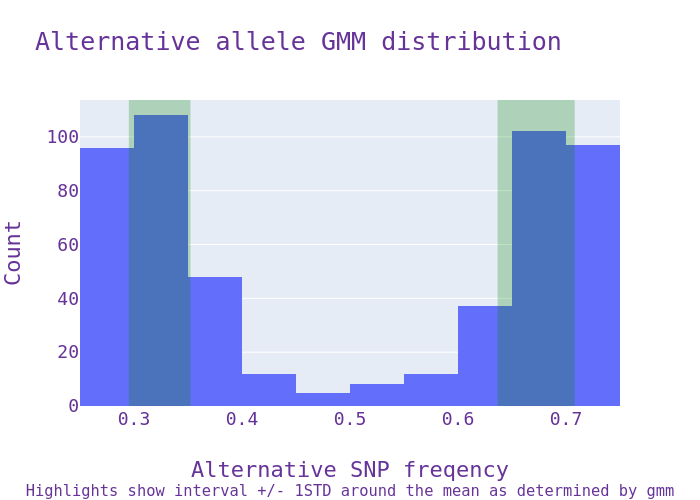 Alternative allele GMM distribution
100
80
60
40
20
0
Count
0.3
0.4
0.5
0.6
0.7
Alternative SNP freqency
Highlights show interval +/- 1STD around the mean as determined by gmm